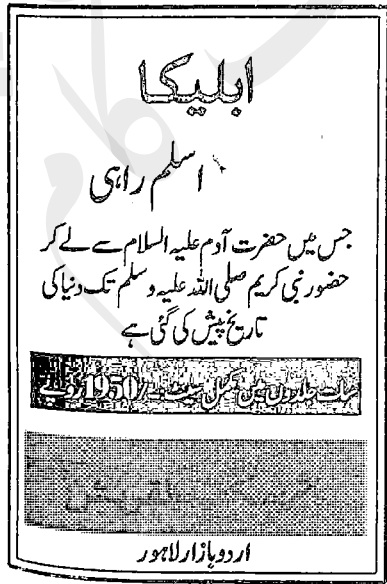 ابلیکا
اسلم راہی
جس میں حضرت آدم علیہ السلام سے لے کر
حضور نبی کریم صلی اللہ علیہ وسلم تک دنیا کی
تاریخ پیش کی گئی ہے
سات جلدوں میں مکمل سیٹ :-/1950 روپے
اردو بازار لاہور